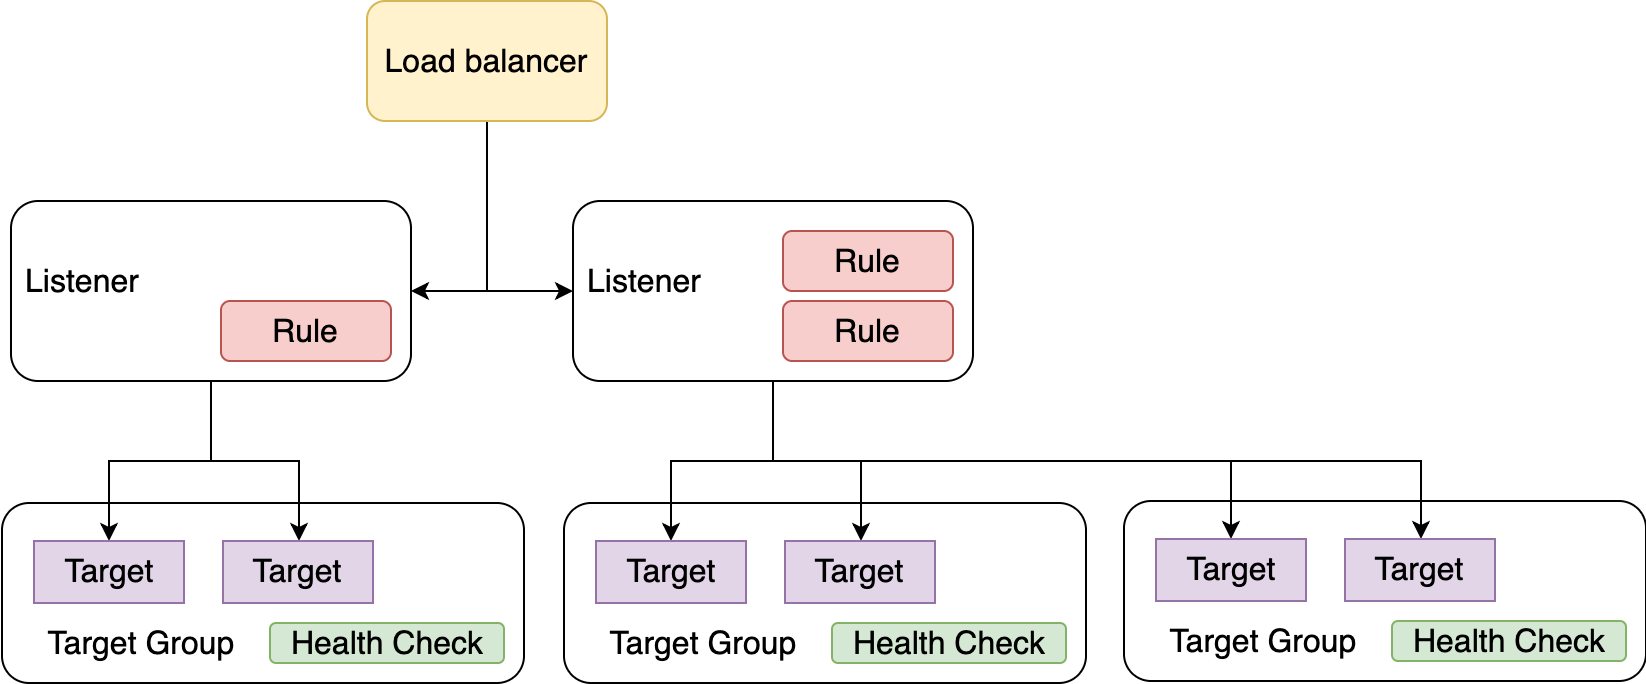 Load balancer
Listener
Rule
Listener
Rule
Rule
Target
Target
Target Group
Health Check
Target
Target
Target Group
Health Check
Target
Target
Target Group
Health Check